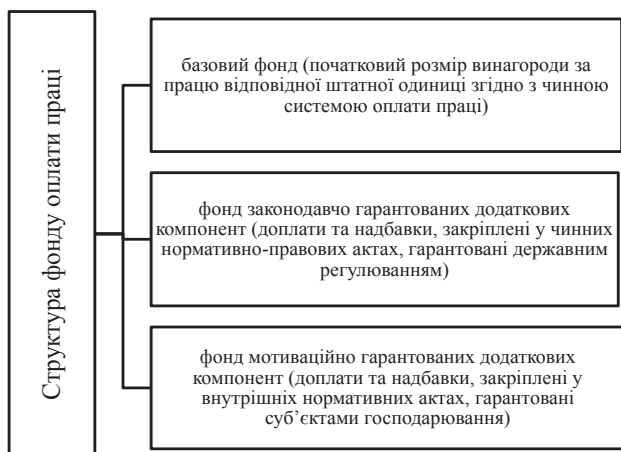 Структура фонду оплати праці
базовий фонд (початковий розмір винагороди за
працю відповідної штатної одиниці згідно з чинною
системою оплати праці)
фонд законодавчо гарантованих додаткових
компонент (доплати та надбавки, закріплені у чинних
нормативно-правових актах, гарантовані державним
регулюванням)
фонд мотиваційно гарантованих додаткових
компонент (доплати та надбавки, закріплені у
внутрішніх нормативних актах, гарантовані
суб’єктами господарювання)